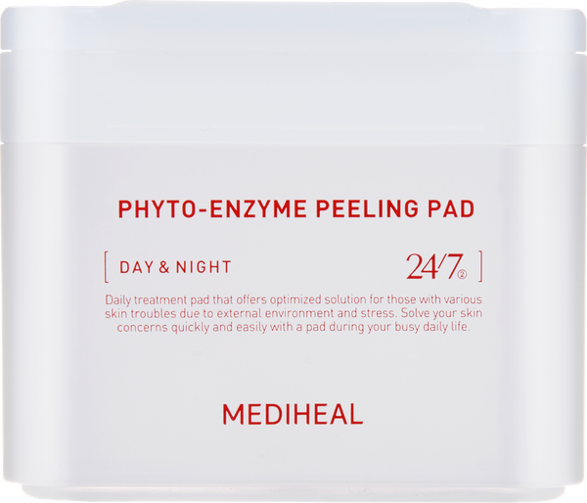 PHYTO-ENZYME PEELING PAD
[ DAY & NIGHT 24/7② ]
Daily treatment pad that offers optimized solution for those with various
skin troubles due to external environment and stress. Solve your skin
concerns quickly and easily with a pad during your busy daily life.
MEDIHEAL